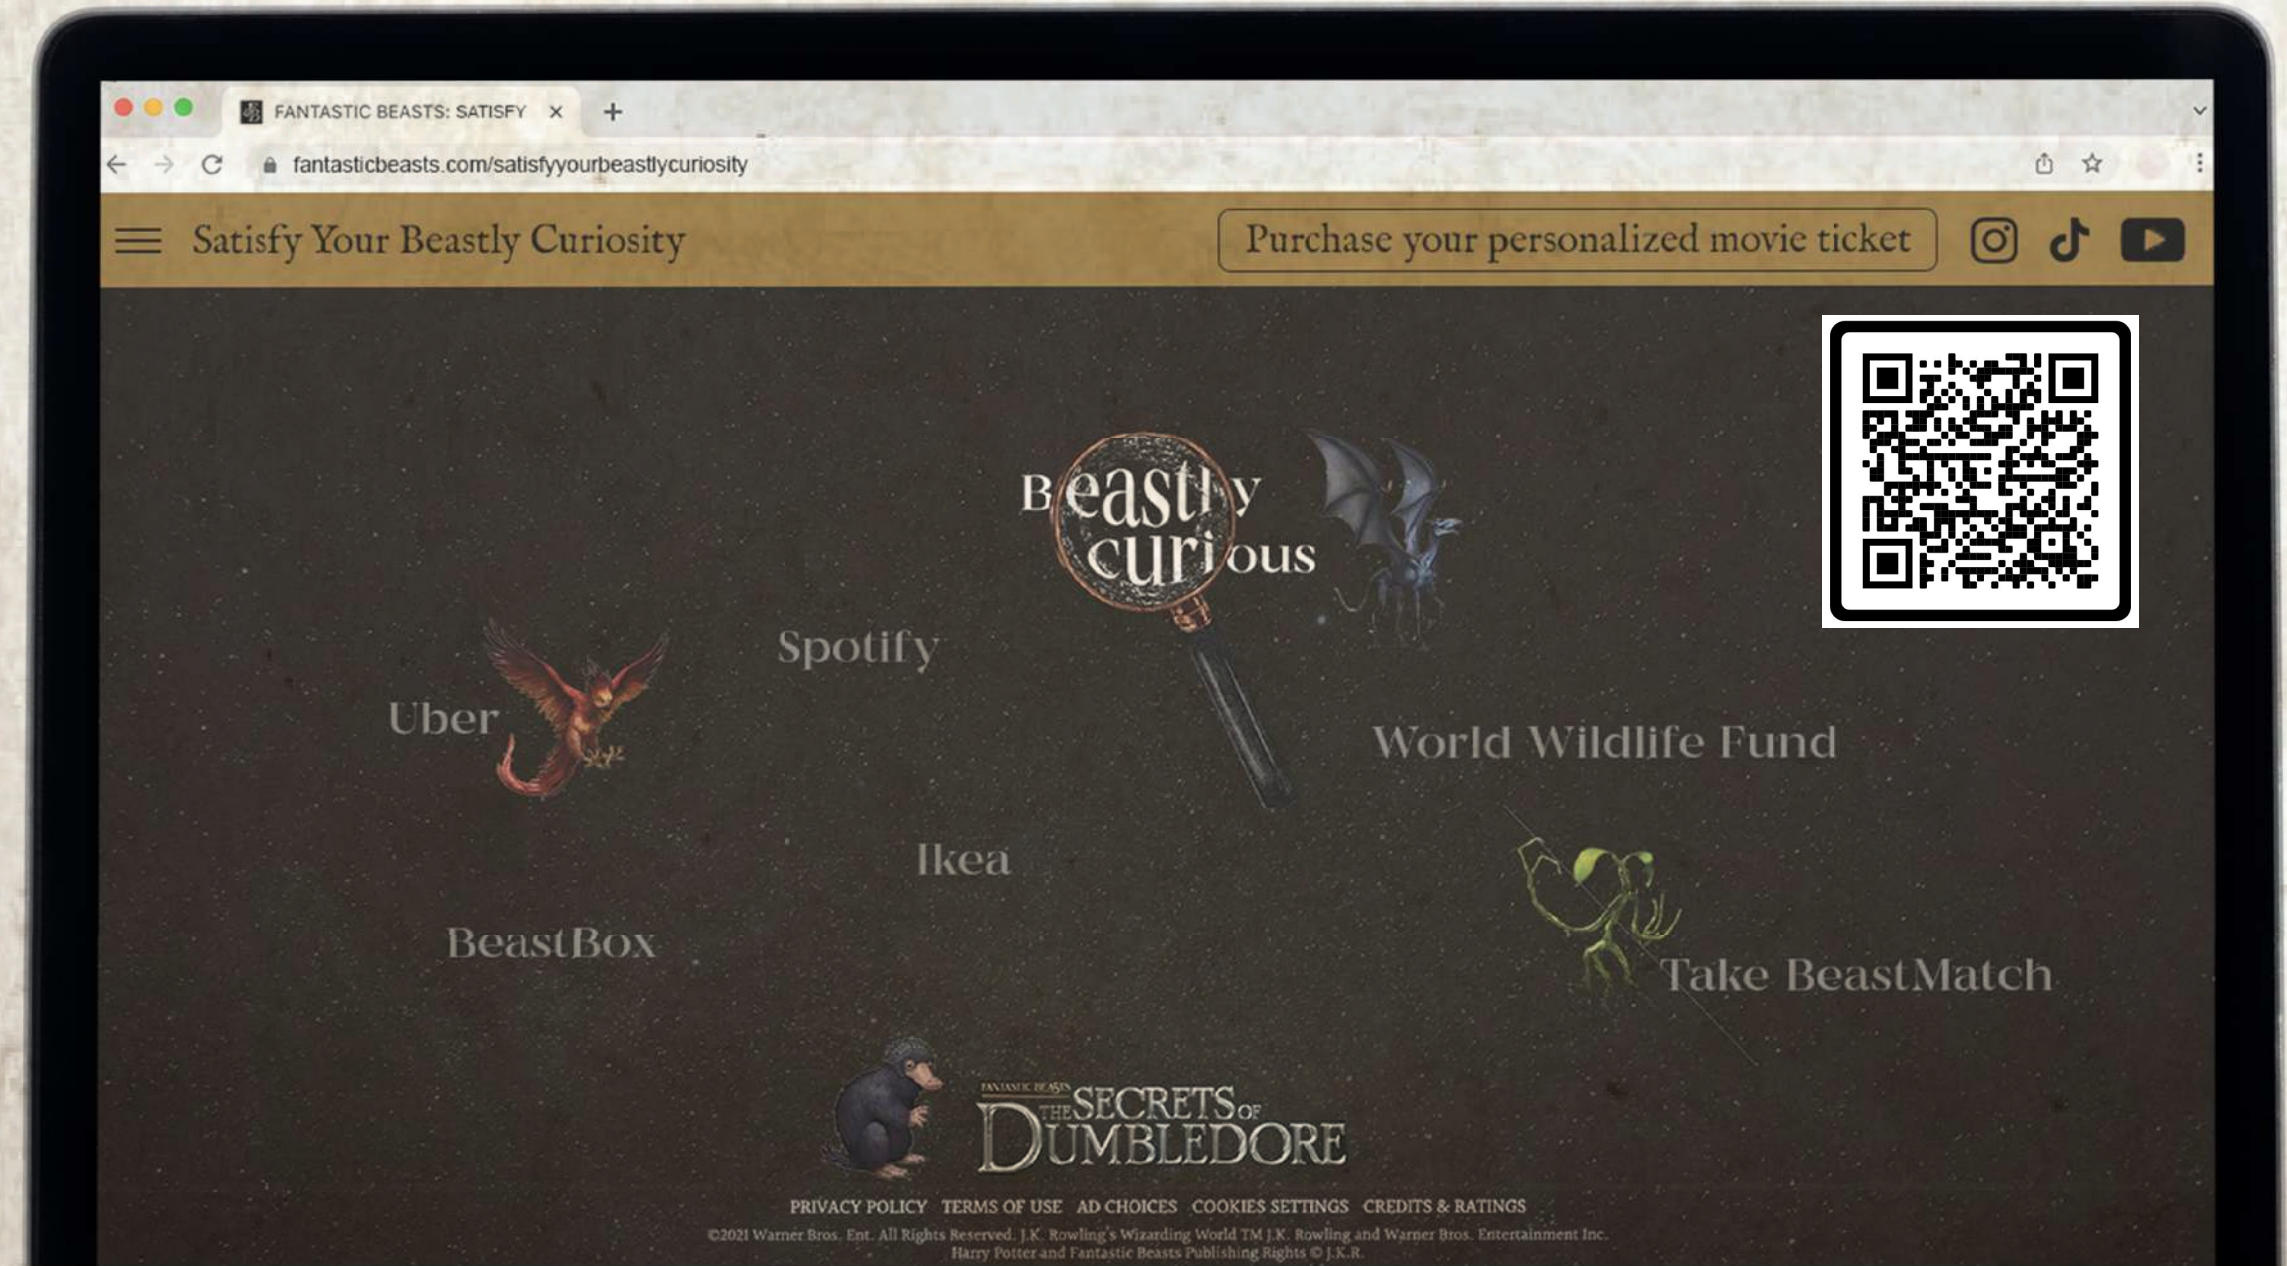 FANTASTIC BEASTS: SATISFY
fantasticbeasts.com/satisfyyourbeastlycuriosity
Satisfy Your Beastly Curiosity
Purchase your personalized movie ticket
Beastly
curious
Spotify
Uber
World Wildlife Fund
Ikea
BeastBox
Take BeastMatch
FANTASTIC BEASTS
THE SECRETS OF
DUMBLEDORE
PRIVACY POLICY TERMS OF USE AD CHOICES COOKIES SETTINGS CREDITS & RATINGS
©2021 Warner Bros. Ent. All Rights Reserved. J.K. Rowling's Wizarding World TM J.K. Rowling and Warner Bros. Entertainment Inc.
Harry Potter and Fantastic Beasts Publishing Rights © J.K.R.